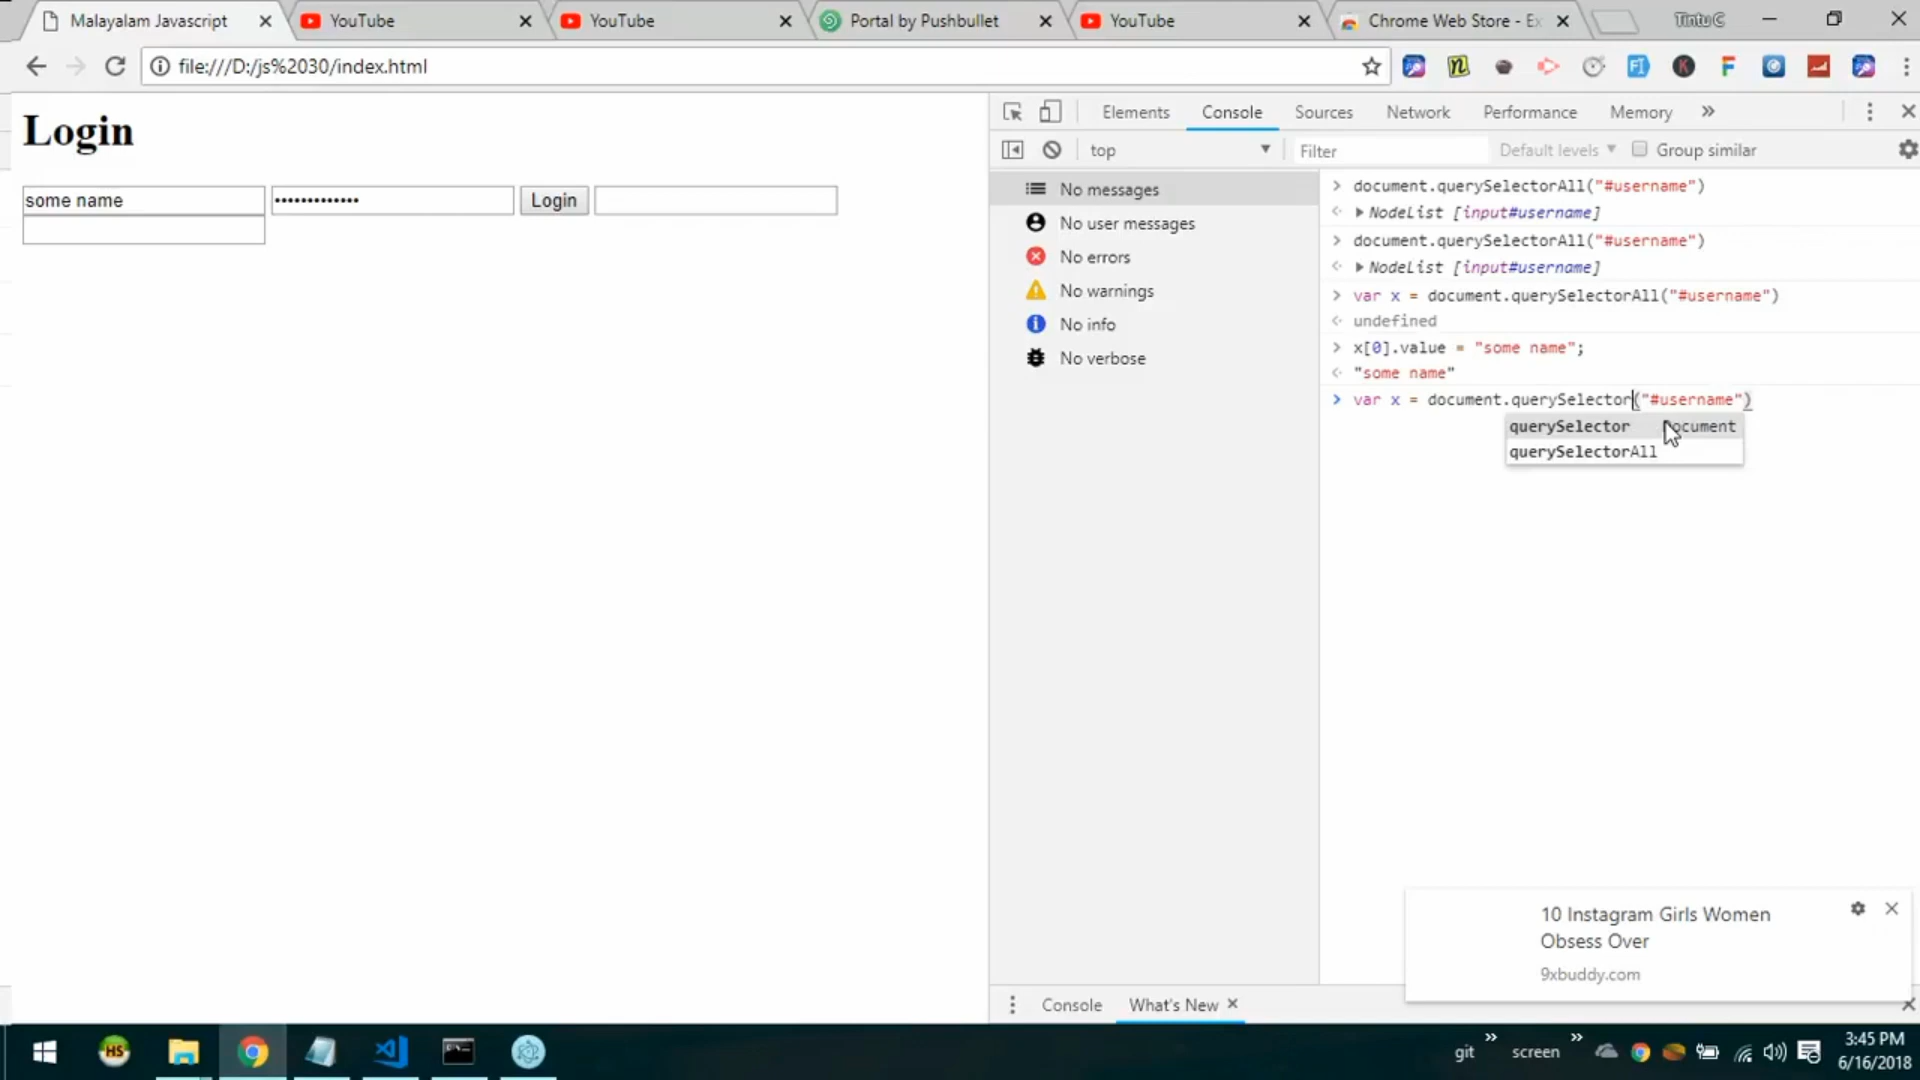 Malayalam Javascript
YouTube
YouTube
Portal by Pushbullet
YouTube
Chrome Web Store - Ex
Tintu C
file:///D:/js%2030/index.html
Login
some name
•••••••••••••
Login
Elements
Console
Sources
Network
Performance
Memory
»
top
Filter
Default levels
Group similar
No messages
No user messages
No errors
No warnings
No info
No verbose
> document.querySelectorAll("#username")
NodeList [input#username]
> document.querySelectorAll("#username")
NodeList [input#username]
> var x = document.querySelectorAll("#username")
undefined
> x[0].value = "some name";
"some name"
> var x = document.querySelector("#username")
querySelector
querySelectorAll
10 Instagram Girls Women
Obsess Over
9xbuddy.com
Console
What's New
HS
git
»
screen
»
3:45 PM
6/16/2018